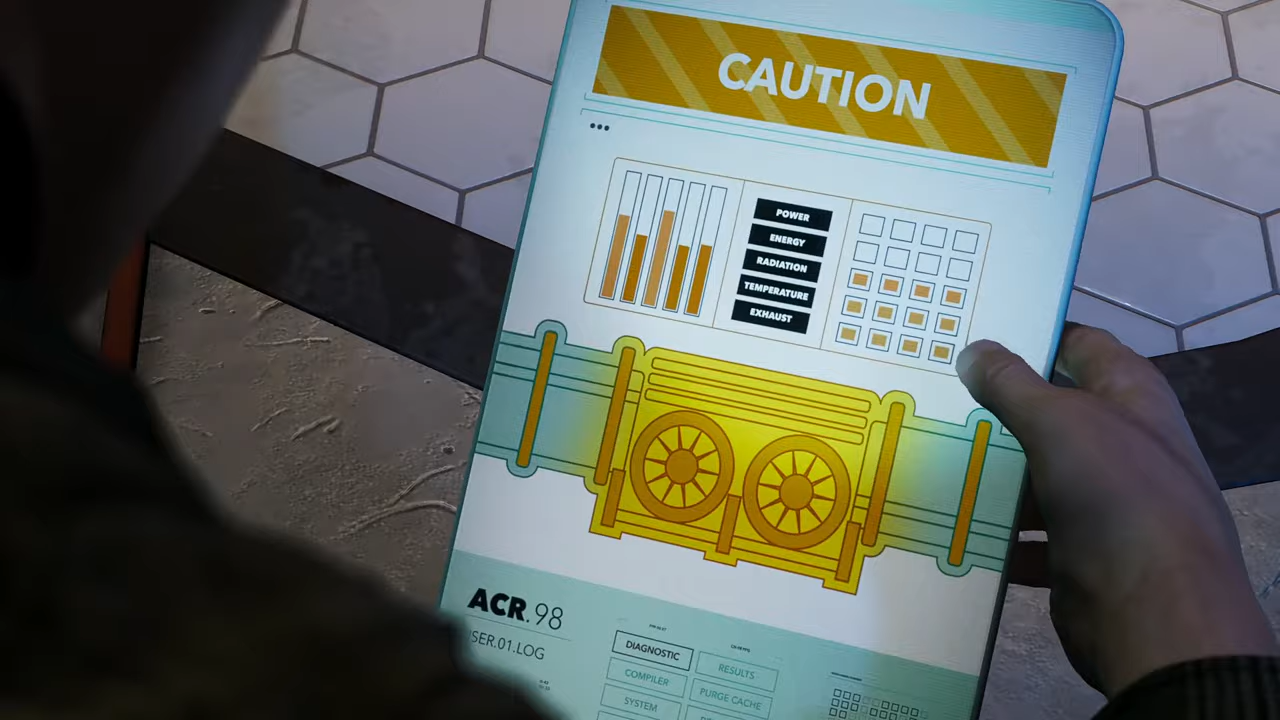 CAUTION
POWER
ENERGY
RADIATION
TEMPERATURE
EXHAUST
ACR.98
SER.01.LOG
DIAGNOSTIC
RESULTS
COMPILER
PURGE CACHE
SYSTEM